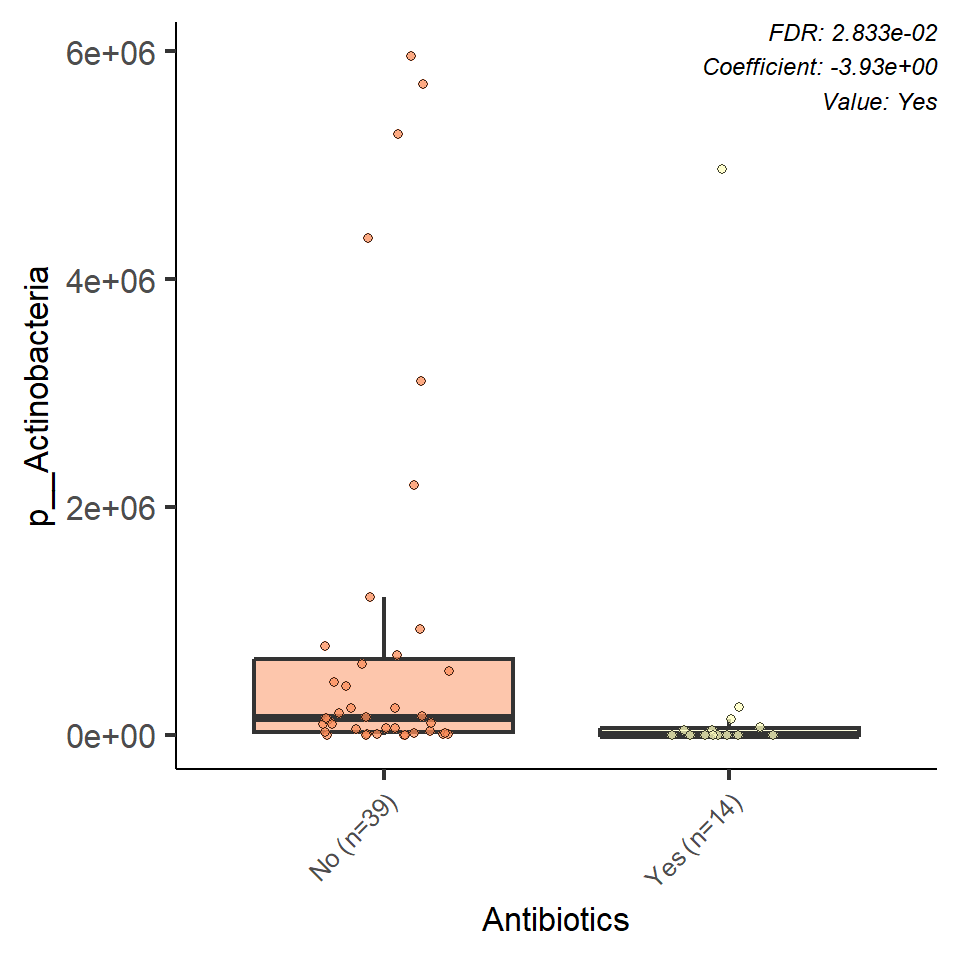 FDR: 2.833e-02
Coefficient: -3.93e+00
Value: Yes
6e+06
4e+06
2e+06
0e+00
p__Actinobacteria
No (n=39)
Yes (n=14)
Antibiotics